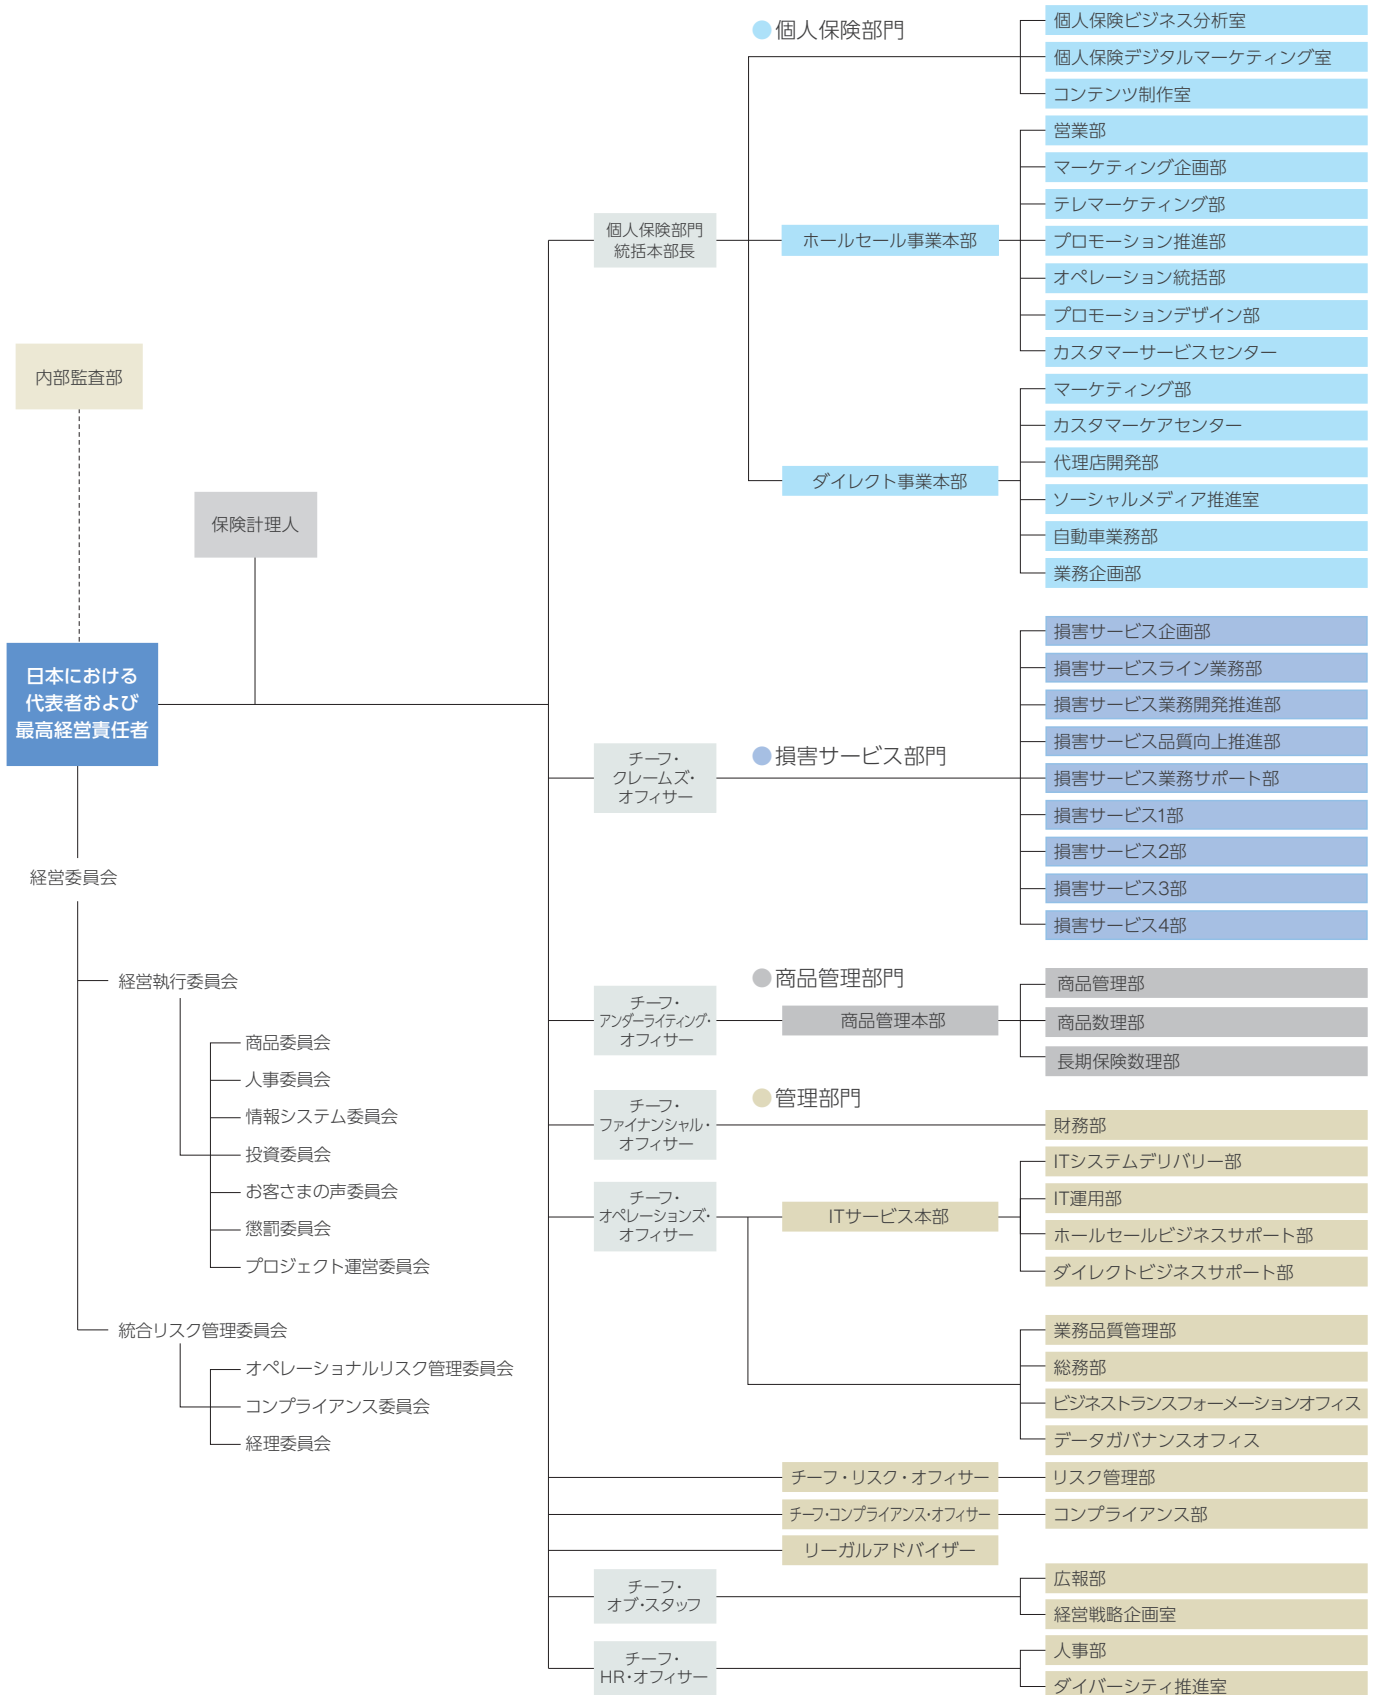 個人保険部門
個人保険ビジネス分析室
個人保険デジタルマーケティング室
コンテンツ制作室
営業部
マーケティング企画部
テレマーケティング部
個人保険部門
統括本部長
ホールセール事業本部
プロモーション推進部
オペレーション統括部
プロモーションデザイン部
カスタマーサービスセンター
内部監査部
マーケティング部
カスタマーケアセンター
代理店開発部
ダイレクト事業本部
ソーシャルメディア推進室
自動車業務部
業務企画部
保険計理人
日本における
代表者および
最高経営責任者
損害サービス企画部
損害サービスライン業務部
損害サービス業務開発推進部
損害サービス品質向上推進部
チーフ・
クレームズ・
オフィサー
損害サービス部門
損害サービス業務サポート部
損害サービス1部
損害サービス2部
損害サービス3部
損害サービス4部
経営委員会
経営執行委員会
商品委員会
人事委員会
情報システム委員会
投資委員会
お客さまの声委員会
懲罰委員会
プロジェクト運営委員会
統合リスク管理委員会
オペレーショナルリスク管理委員会
コンプライアンス委員会
経理委員会
商品管理部門
チーフ・
アンダーライティング・
オフィサー
商品管理本部
商品管理部
商品数理部
長期保険数理部
管理部門
チーフ・
ファイナンシャル・
オフィサー
財務部
チーフ・
オペレーションズ・
オフィサー
ITサービス本部
ITシステムデリバリー部
IT運用部
ホールセールビジネスサポート部
ダイレクトビジネスサポート部
業務品質管理部
総務部
ビジネストランスフォーメーションオフィス
データガバナンスオフィス
チーフ・リスク・オフィサー
リスク管理部
チーフ・コンプライアンス・オフィサー
コンプライアンス部
リーガルアドバイザー
チーフ・
オブ・スタッフ
広報部
経営戦略企画室
チーフ・
HR・オフィサー
人事部
ダイバーシティ推進室